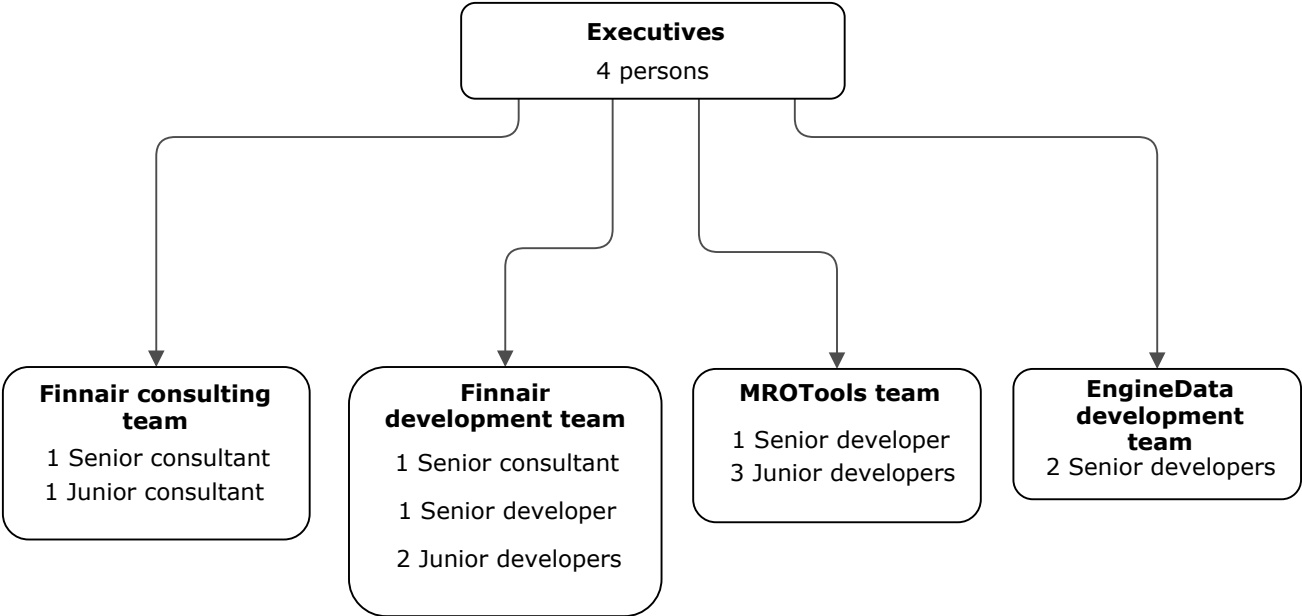 Executives
4 persons
Finnair consulting
team
1 Senior consultant
1 Junior consultant
Finnair
development team
1 Senior consultant
1 Senior developer
2 Junior developers
MROTools team
1 Senior developer
3 Junior developers
EngineData
development
team
2 Senior developers